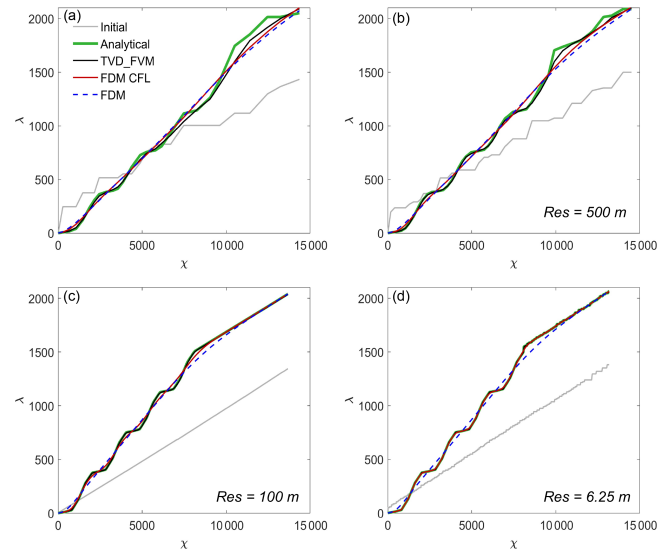 (a)
Initial
Analytical
TVD_FVM
FDM CFL
FDM
2000
1500
1000
500
0
λ
0 5000 10000 15000
χ
(b)
2000
1500
1000
500
0
λ
Res = 500 m
0 5000 10000 15000
χ
(c)
2000
1500
1000
500
0
λ
Res = 100 m
0 5000 10000 15000
χ
(d)
2000
1500
1000
500
0
λ
Res = 6.25 m
0 5000 10000 15000
χ